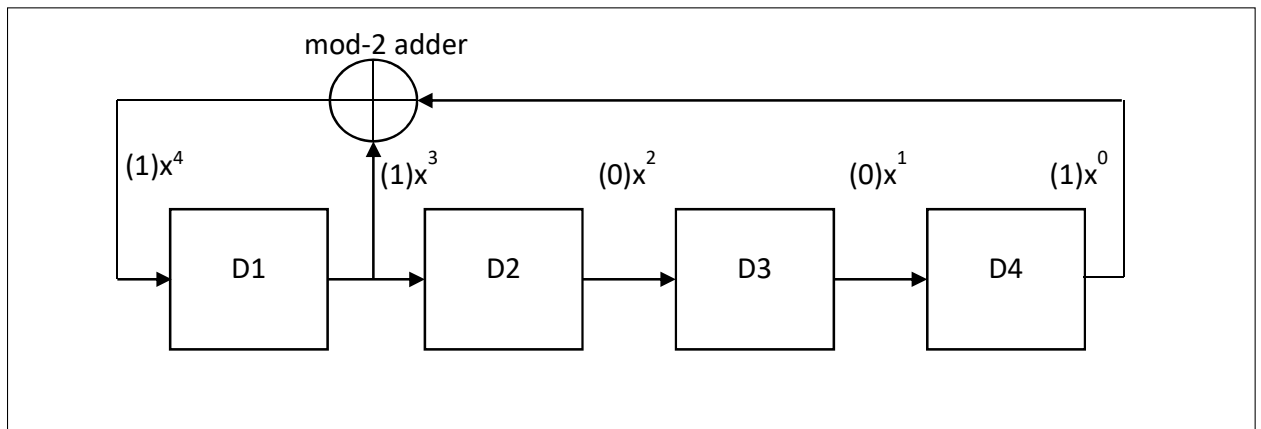 mod-2 adder
(1)x⁴ (1)x³ (0)x² (0)x¹ (1)x⁰
D1 D2 D3 D4